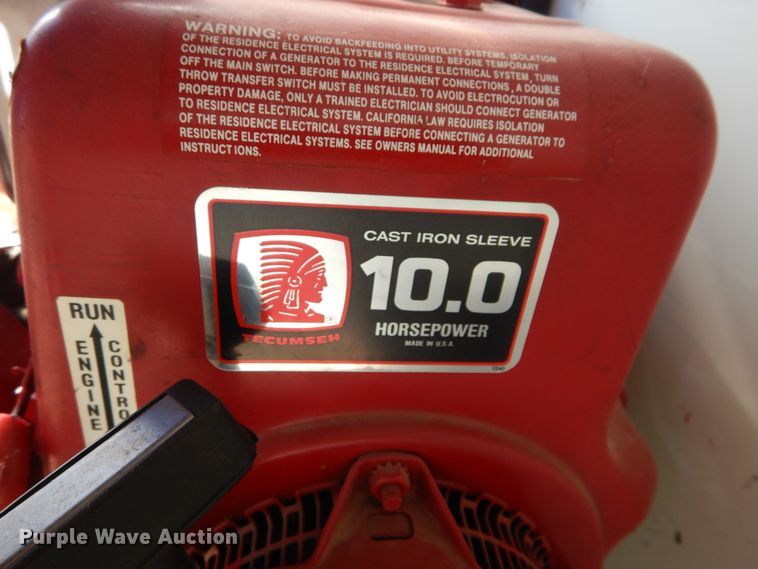 WARNING: TO AVOID BACKFEEDING INTO UTILITY SYSTEMS, ISOLATION
OF THE RESIDENCE ELECTRICAL SYSTEM IS REQUIRED. BEFORE TEMPORARY
CONNECTION OF A GENERATOR TO THE RESIDENCE ELECTRICAL SYSTEM, TURN
OFF THE MAIN SWITCH. BEFORE MAKING PERMANENT CONNECTIONS, A DOUBLE
THROW TRANSFER SWITCH MUST BE INSTALLED. TO AVOID ELECTROCUTION OR
PROPERTY DAMAGE, ONLY A TRAINED ELECTRICIAN SHOULD CONNECT GENERATOR
TO RESIDENCE ELECTRICAL SYSTEM. CALIFORNIA LAW REQUIRES ISOLATION
OF THE RESIDENCE ELECTRICAL SYSTEM BEFORE CONNECTING A GENERATOR TO
RESIDENCE ELECTRICAL SYSTEMS. SEE OWNERS MANUAL FOR ADDITIONAL
INSTRUCTIONS.
CAST IRON SLEEVE
10.0
HORSEPOWER
MADE IN U.S.A.
TECUMSEH
RUN
ENGINE
CONTRO
Purple Wave Auction